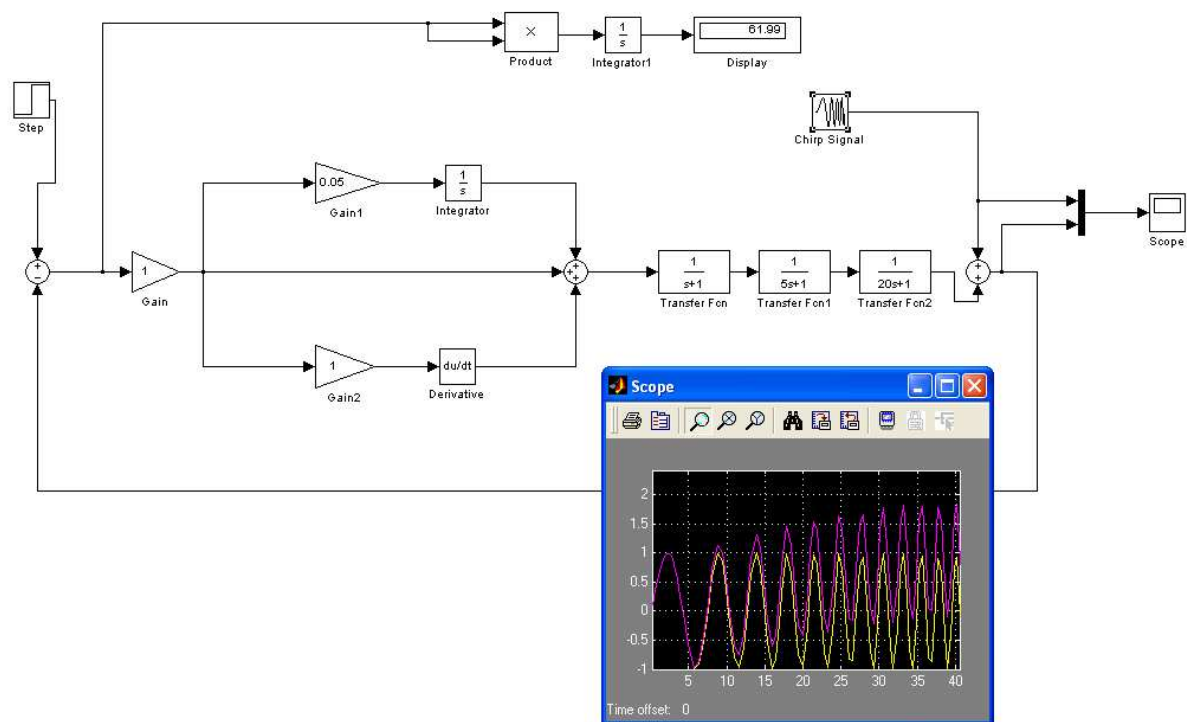 61.99
×
1
s
Product
Integrator1
Display
Step
Chirp Signal
0.05
1
s
Gain1
Integrator
Scope
+
−
1
Gain
+
+
+
1
s+1
1
5s+1
1
20s+1
+
+
Transfer Fcn
Transfer Fcn1
Transfer Fcn2
1
du/dt
Gain2
Derivative
Scope
2
1.5
1
0.5
0
-0.5
-1
5
10
15
20
25
30
35
40
Time offset: 0